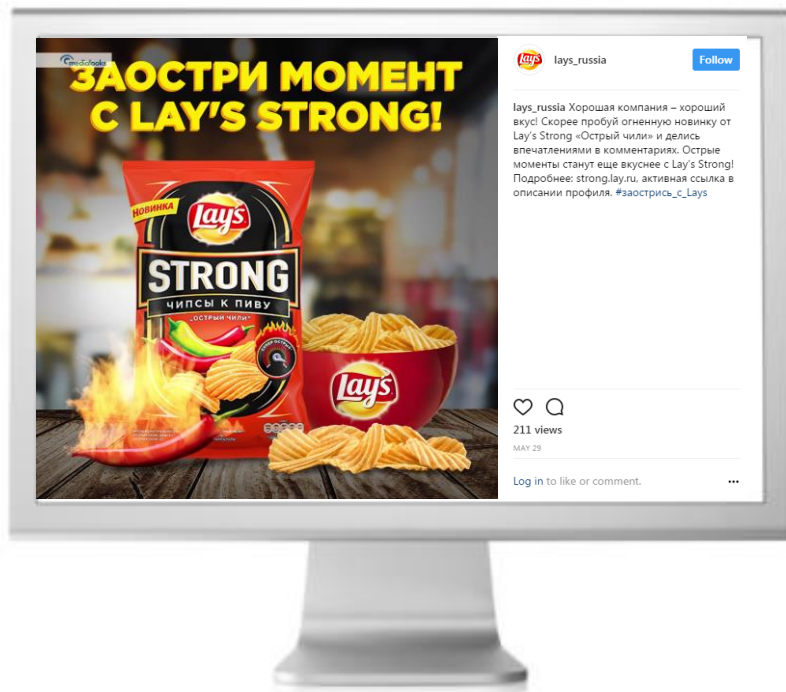 mediatooks
ЗАОСТРИ МОМЕНТ
С LAY'S STRONG!
НОВИНКА
Lay's
STRONG
ЧИПСЫ К ПИВУ
„ОСТРЫЙ ЧИЛИ"
Lay's
Lay's
lays_russia
Follow
lays_russia Хорошая компания – хороший
вкус! Скорее пробуй огненную новинку от
Lay's Strong «Острый чили» и делись
впечатлениями в комментариях. Острые
моменты станут еще вкуснее с Lay's Strong!
Подробнее: strong.lay.ru, активная ссылка в
описании профиля. #заострись_с_Lays
211 views
MAY 29
Log in to like or comment.